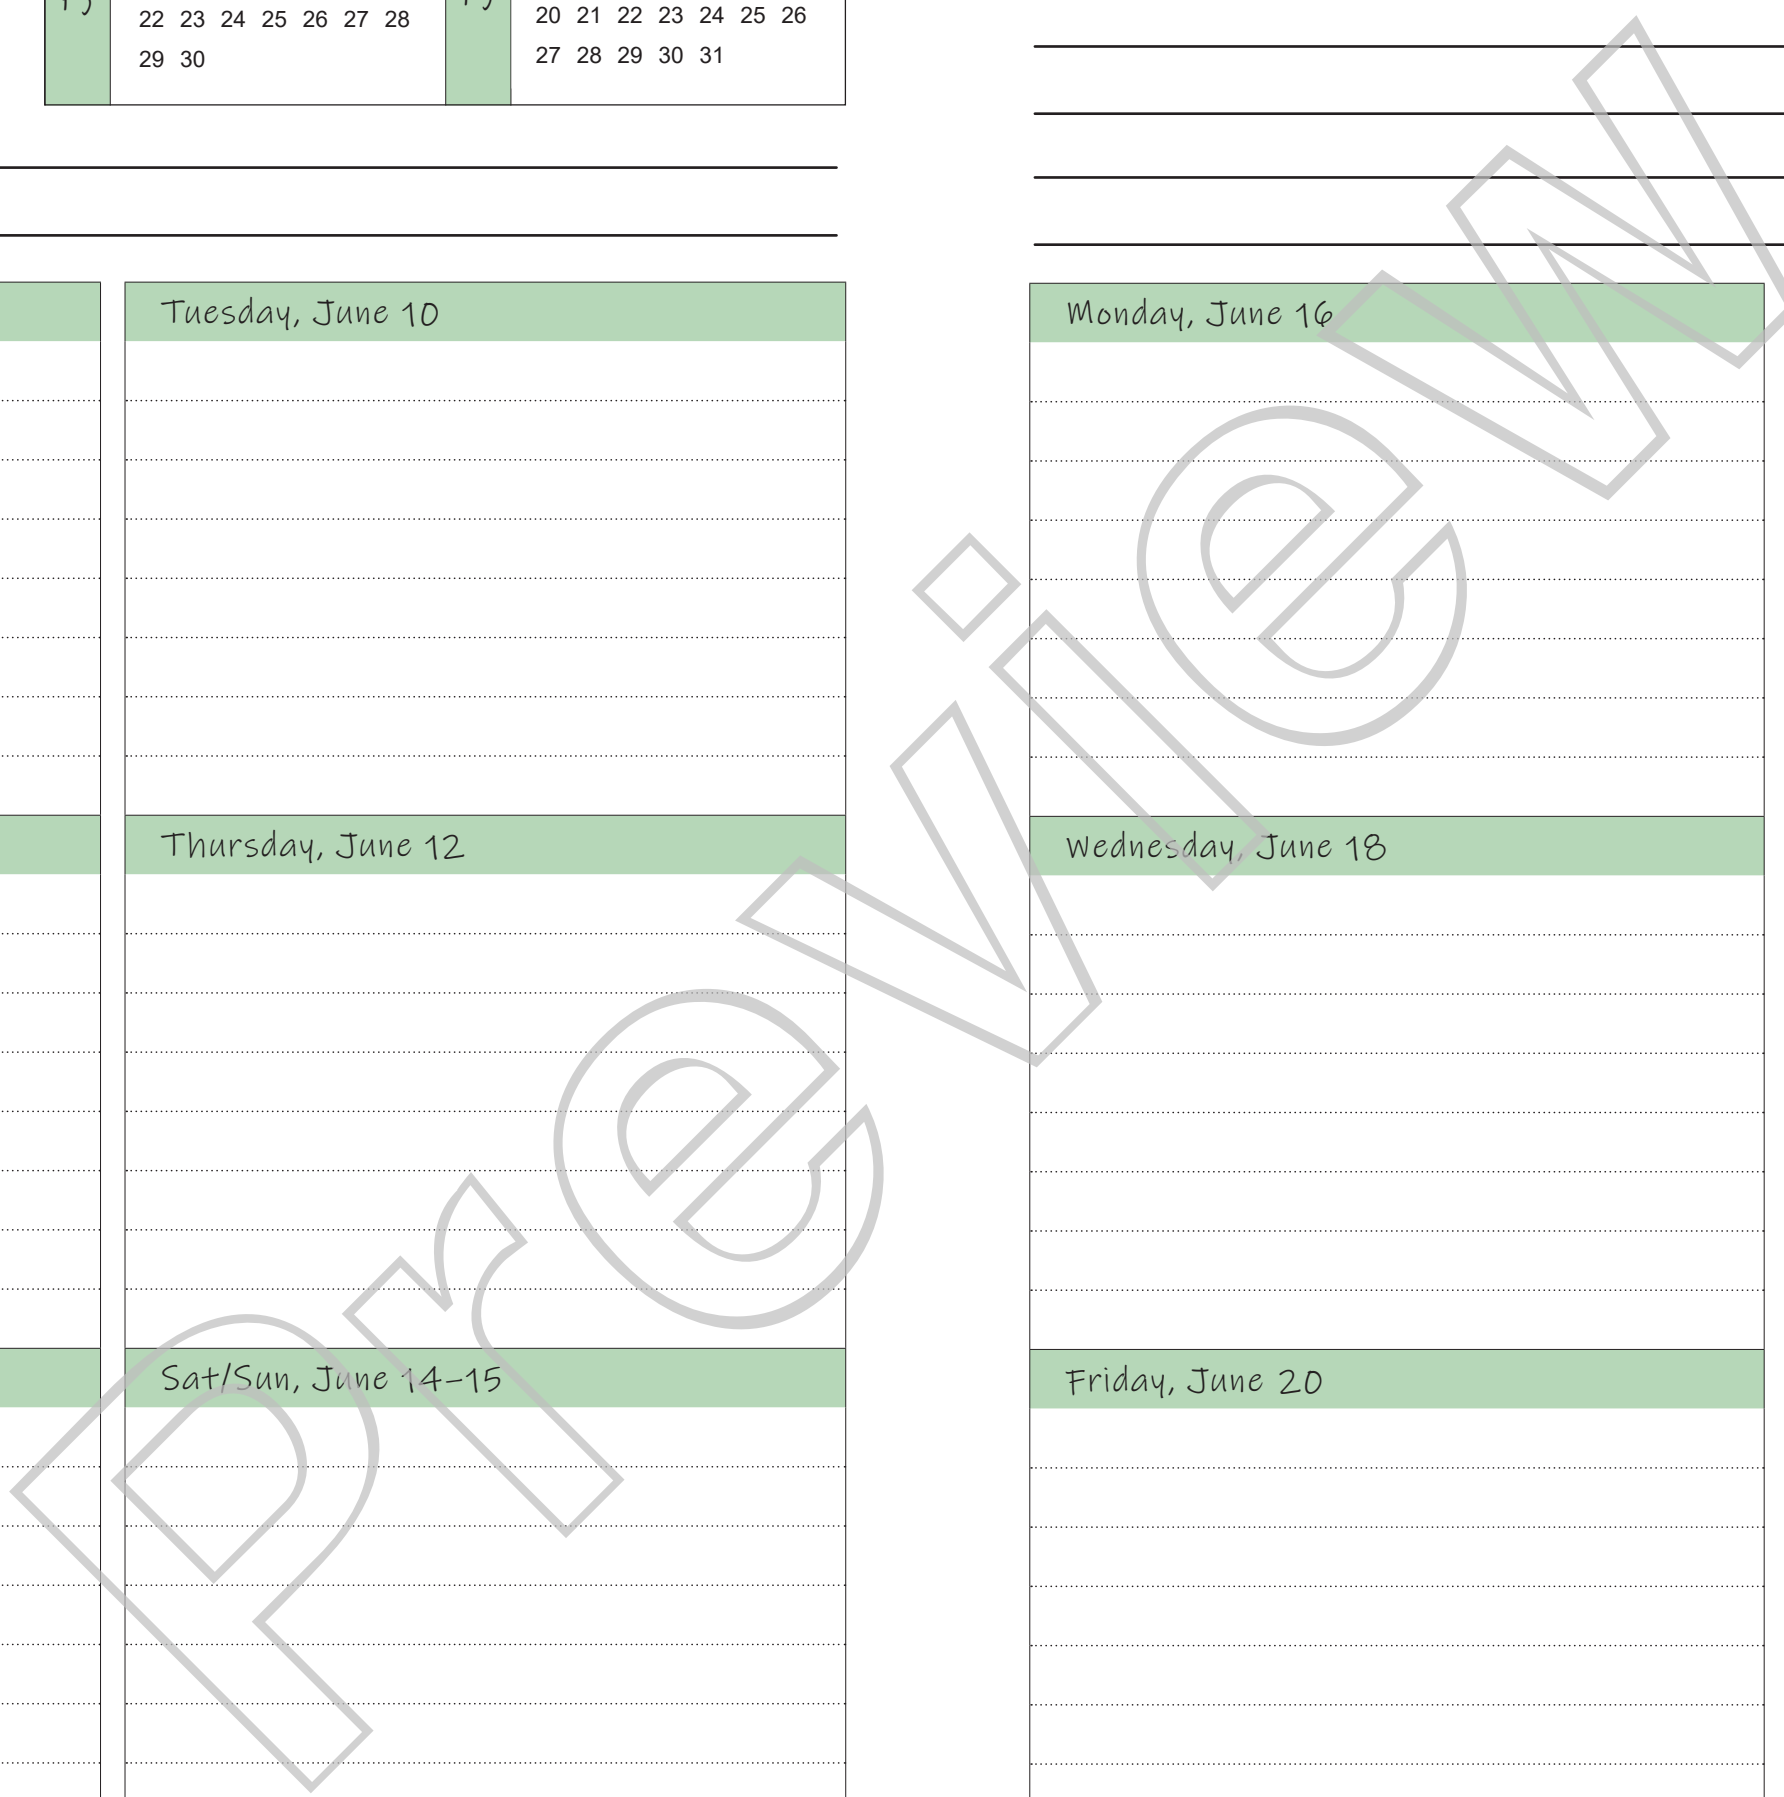 22 23 24 25 26 27 28
29 30
20 21 22 23 24 25 26
27 28 29 30 31
Tuesday, June 10
Thursday, June 12
Sat/Sun, June 14-15
Monday, June 16
Wednesday, June 18
Friday, June 20
Preview